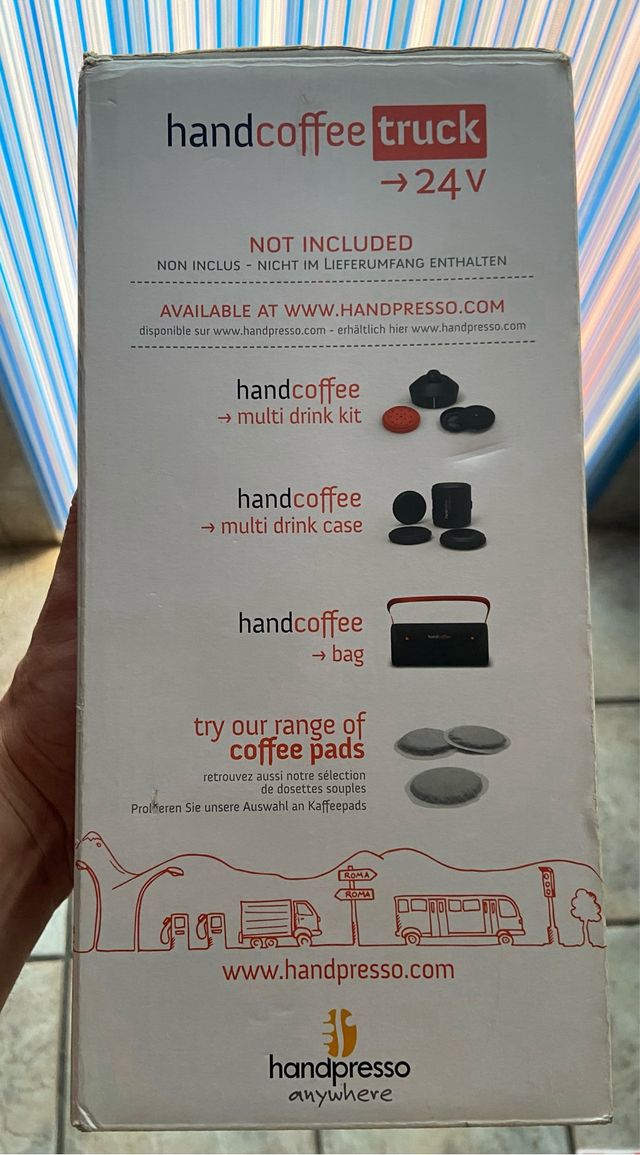 handcoffee truck
→24V
NOT INCLUDED
NON INCLUS - NICHT IM LIEFERUMFANG ENTHALTEN
AVAILABLE AT WWW.HANDPRESSO.COM
disponible sur www.handpresso.com - erhältlich hier www.handpresso.com
handcoffee
→ multi drink kit
handcoffee
→ multi drink case
handcoffee
→ bag
try our range of
coffee pads
retrouvez aussi notre sélection
de dosettes souples
Sie unsere Auswahl an Kaffeepads
ROMA
ROMA
www.handpresso.com
handpresso
anywhere